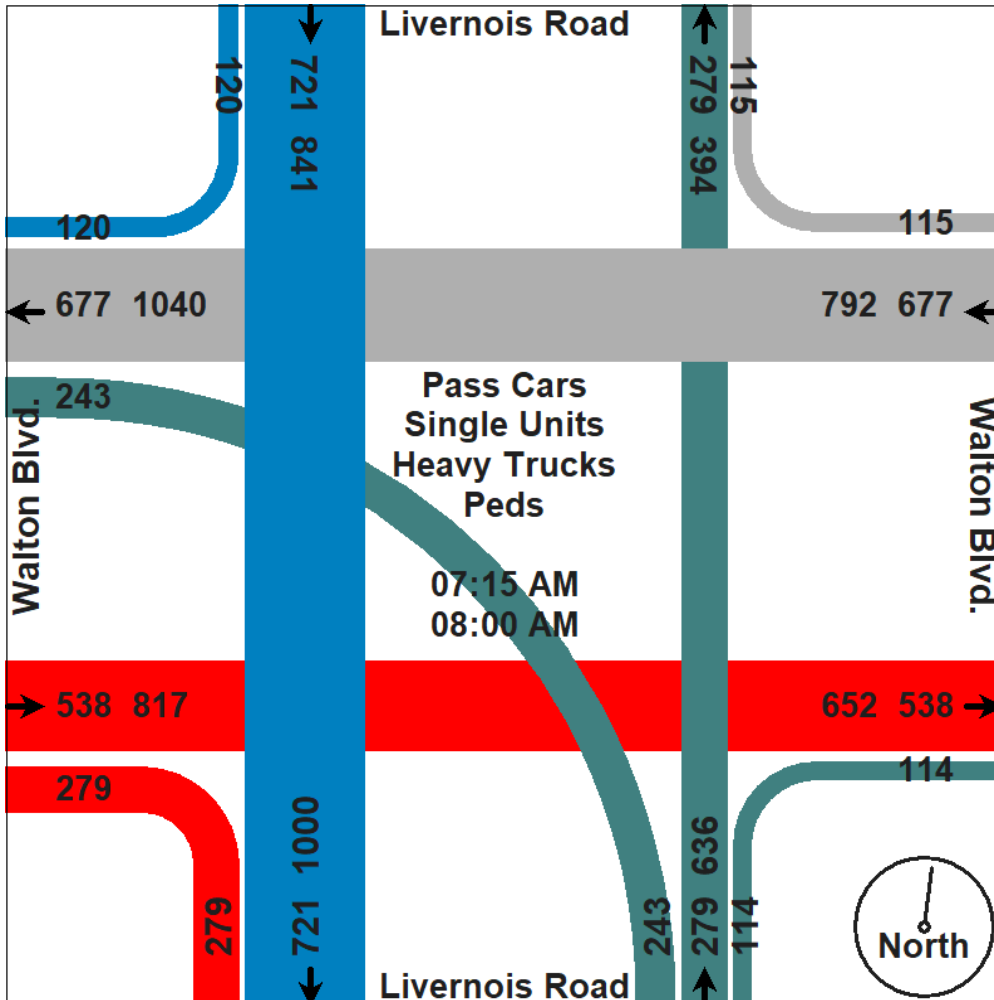 Livernois Road
120
721 841
279 394
115
120
115
677 1040
792 677
243
Walton Blvd.
Walton Blvd.
Pass Cars
Single Units
Heavy Trucks
Peds
07:15 AM
08:00 AM
538 817
652 538
279
114
279
721 1000
243
279 636
114
North
Livernois Road